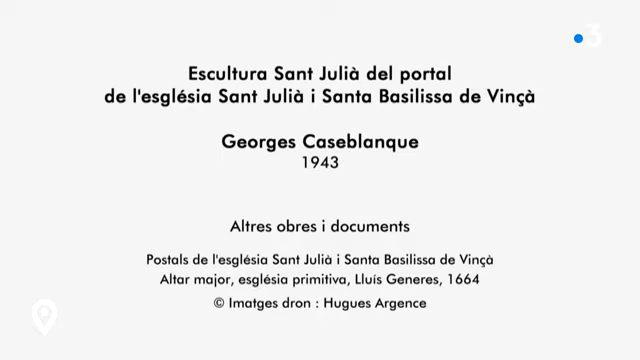 3
Escultura Sant Julià del portal
de l'església Sant Julià i Santa Basilissa de Vinçà
Georges Caseblanque
1943
Altres obres i documents
Postals de l'església Sant Julià i Santa Basilissa de Vinçà
Altar major, església primitiva, Lluís Generes, 1664
© Imatges dron : Hugues Argence